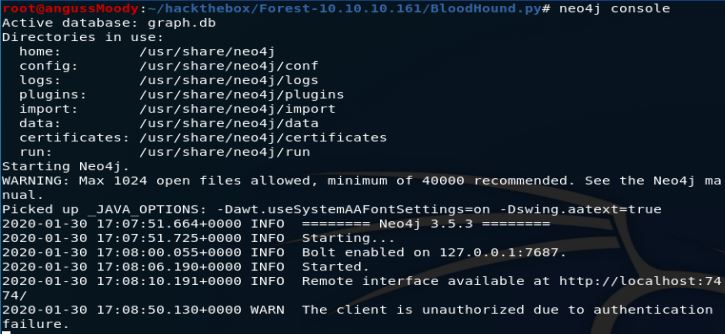 root@angussMoody:~/hackthebox/Forest-10.10.10.161/BloodHound.py# neo4j console
Active database: graph.db
Directories in use:
  home:         /usr/share/neo4j
  config:       /usr/share/neo4j/conf
  logs:         /usr/share/neo4j/logs
  plugins:      /usr/share/neo4j/plugins
  import:       /usr/share/neo4j/import
  data:         /usr/share/neo4j/data
  certificates: /usr/share/neo4j/certificates
  run:          /usr/share/neo4j/run
Starting Neo4j.
WARNING: Max 1024 open files allowed, minimum of 40000 recommended. See the Neo4j ma
nual.
Picked up _JAVA_OPTIONS: -Dawt.useSystemAAFontSettings=on -Dswing.aatext=true
2020-01-30 17:07:51.664+0000 INFO  ======== Neo4j 3.5.3 ========
2020-01-30 17:07:51.725+0000 INFO  Starting...
2020-01-30 17:08:00.055+0000 INFO  Bolt enabled on 127.0.0.1:7687.
2020-01-30 17:08:06.190+0000 INFO  Started.
2020-01-30 17:08:10.191+0000 INFO  Remote interface available at http://localhost:74
74/
2020-01-30 17:08:50.130+0000 WARN  The client is unauthorized due to authentication
failure.